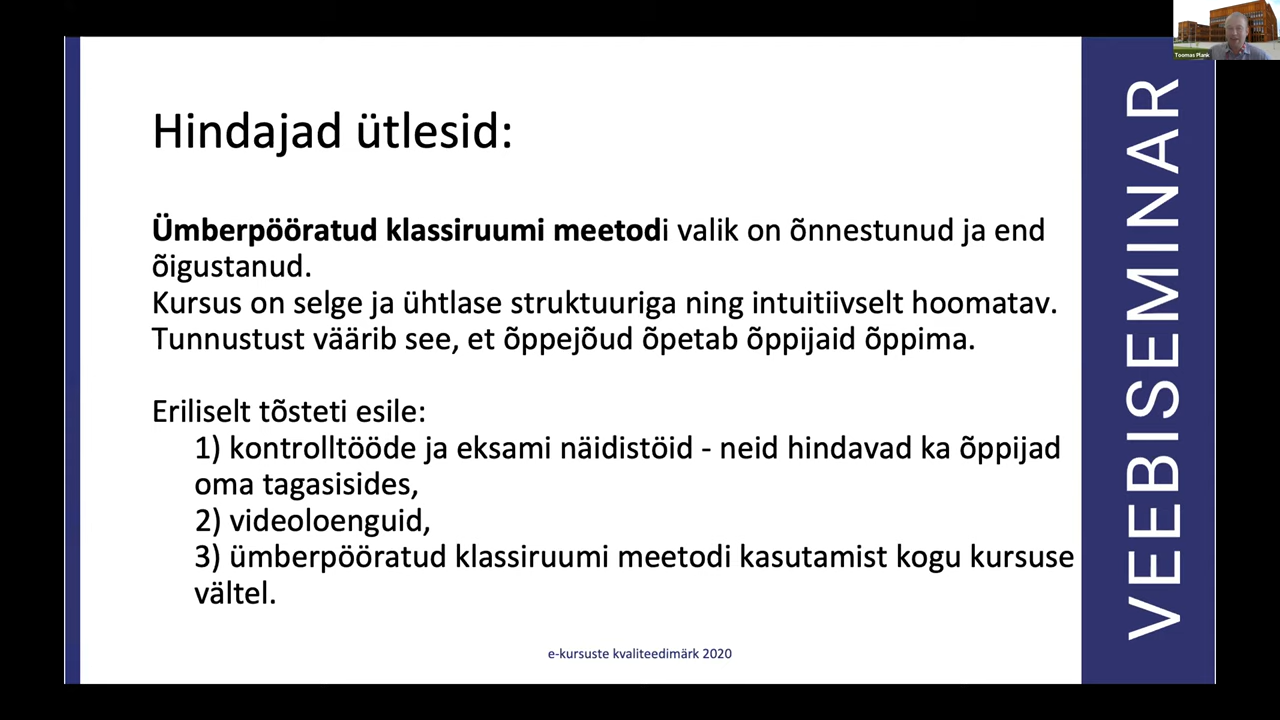 Hindajad ütlesid:
Ümberpööratud klassiruumi meetodi valik on õnnestunud ja end
õigustanud.
Kursus on selge ja ühtlase struktuuriga ning intuitiivselt hoomatav.
Tunnustust väärib see, et õppejõud õpetab õppijaid õppima.
Eriliselt tõsteti esile:
1) kontrolltööde ja eksami näidistöid - neid hindavad ka õppijad
oma tagasisides,
2) videoloenguid,
3) ümberpööratud klassiruumi meetodi kasutamist kogu kursuse
vältel.
e-kursuste kvaliteedimärk 2020
VEEBISEMINAR
Toomas Plank